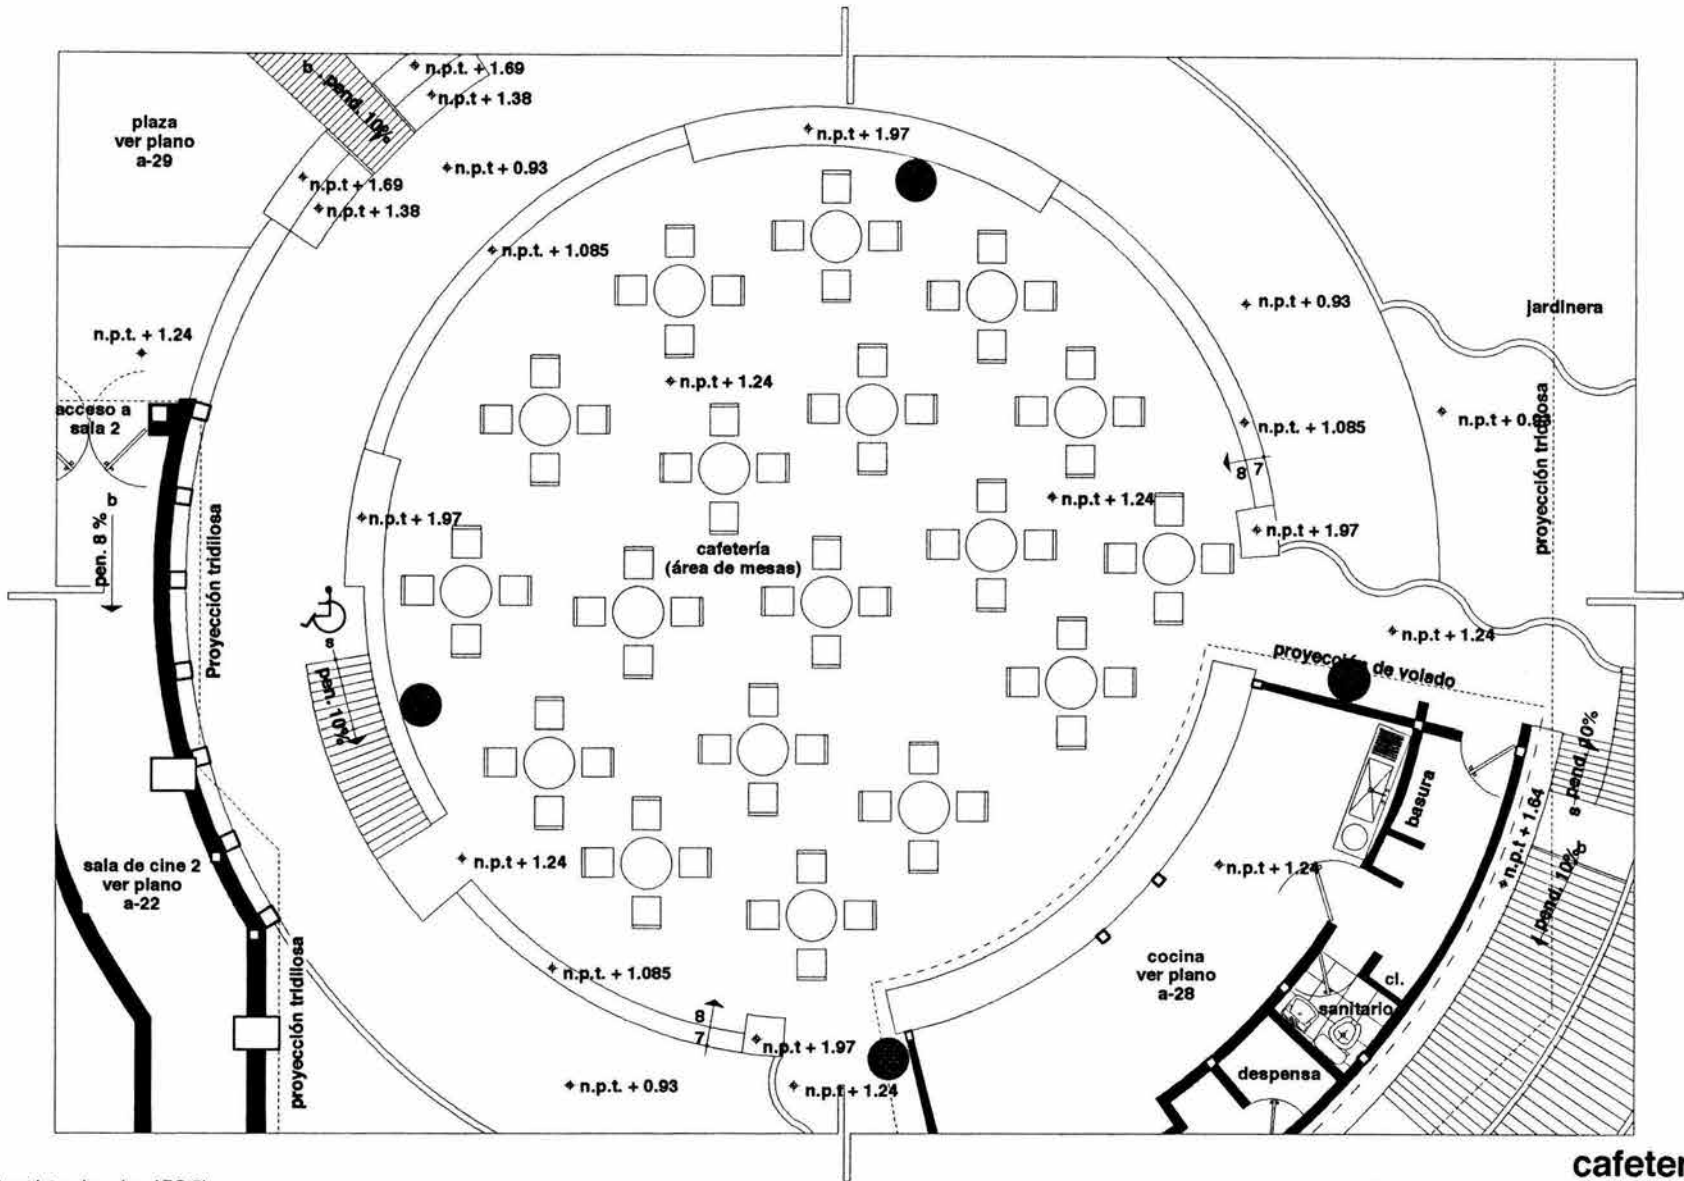 n.p.t. + 1.69
b . pend. 10%
n.p.t + 1.38
plaza
ver plano
a-29
n.p.t + 1.97
n.p.t + 0.93
n.p.t + 1.69
n.p.t + 1.38
n.p.t. + 1.085
n.p.t + 0.93
jardinera
n.p.t. + 1.24
n.p.t + 1.24
acceso a
sala 2
n.p.t. + 1.085
n.p.t + 0.93
proyección tridilosa
8 7
b
pen. 8 %
Proyección tridilosa
n.p.t + 1.97
n.p.t + 1.24
n.p.t + 1.97
cafetería
(área de mesas)
s
pen. 10%
n.p.t + 1.24
proyección de volado
s pend. 10%
basura
n.p.t + 1.64
n.p.t + 1.24
sala de cine 2
ver plano
a-22
n.p.t + 1.24
pend. 10%
cocina
ver plano
a-28
cl.
sanitario
n.p.t. + 1.085
8
7
proyección tridilosa
n.p.t + 1.97
despensa
n.p.t. + 0.93
n.p.t + 1.24
cafeter